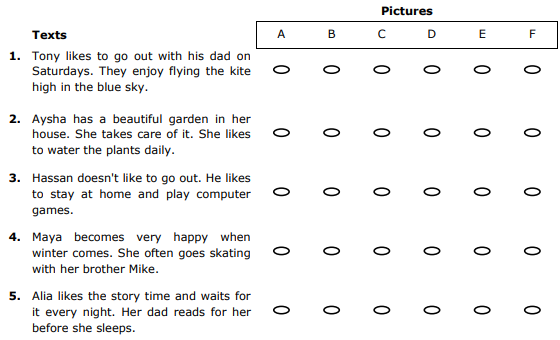 Pictures
Texts
A B C D E F
1. Tony likes to go out with his dad on
Saturdays. They enjoy flying the kite
high in the blue sky.
2. Aysha has a beautiful garden in her
house. She takes care of it. She likes
to water the plants daily.
3. Hassan doesn't like to go out. He likes
to stay at home and play computer
games.
4. Maya becomes very happy when
winter comes. She often goes skating
with her brother Mike.
5. Alia likes the story time and waits for
it every night. Her dad reads for her
before she sleeps.